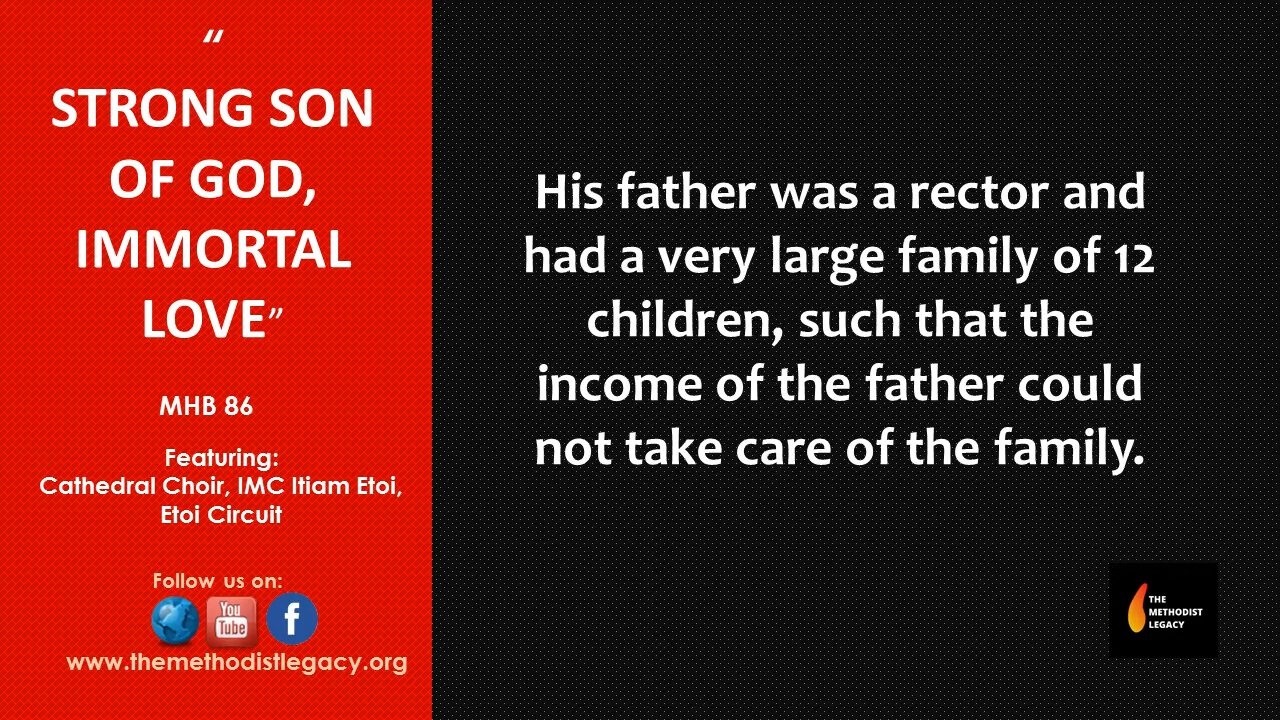 “
STRONG SON
OF GOD,
IMMORTAL
LOVE”
MHB 86
Featuring:
Cathedral Choir, IMC Itiam Etoi,
Etoi Circuit
Follow us on:
You
Tube
f
www.themethodistlegacy.org
His father was a rector and
had a very large family of 12
children, such that the
income of the father could
not take care of the family.
THE
METHODIST
LEGACY